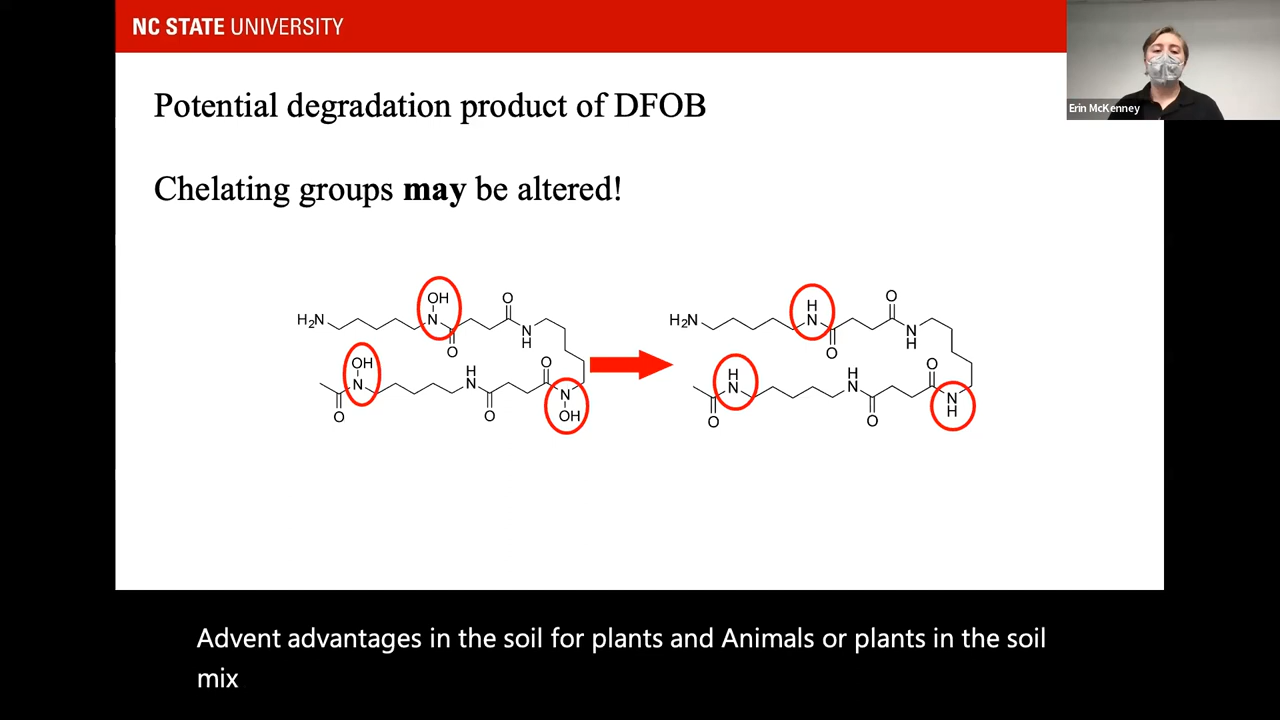 NC STATE UNIVERSITY
Erin McKenney
Potential degradation product of DFOB
Chelating groups may be altered!
OH
O
H2N
N
N
H
O
OH
H
O
N
N
N
O
O
OH
H
O
H2N
N
N
H
O
H
H
O
N
N
N
H
O
O
Advent advantages in the soil for plants and Animals or plants in the soil
mix